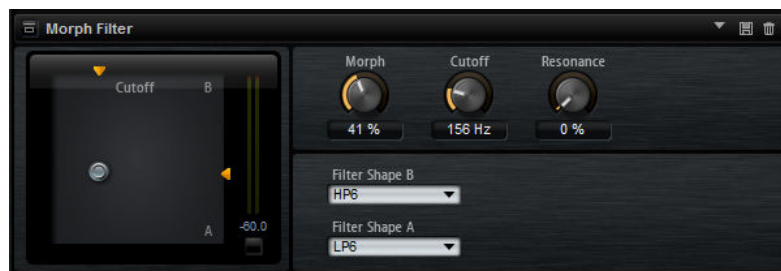 Morph Filter
Cutoff B
A
-60.0
Morph Cutoff Resonance
41 % 156 Hz 0 %
Filter Shape B
HP6
Filter Shape A
LP6